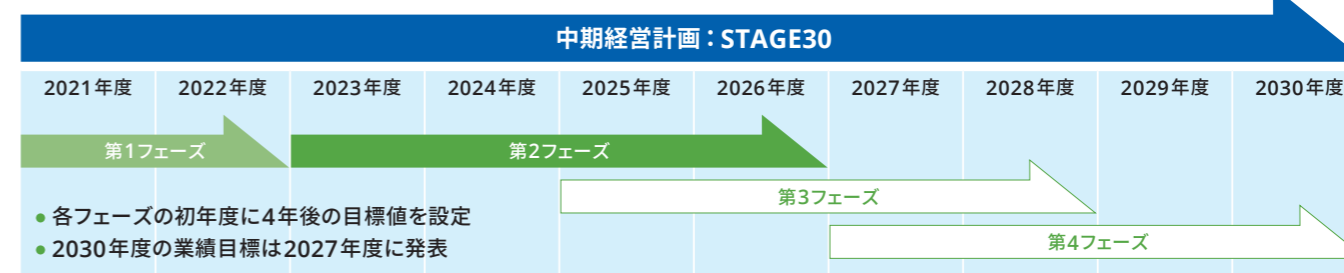 中期経営計画：STAGE30
2021年度 2022年度 2023年度 2024年度 2025年度 2026年度 2027年度 2028年度 2029年度 2030年度
第1フェーズ 第2フェーズ
第3フェーズ
● 各フェーズの初年度に4年後の目標値を設定
第4フェーズ
● 2030年度の業績目標は2027年度に発表